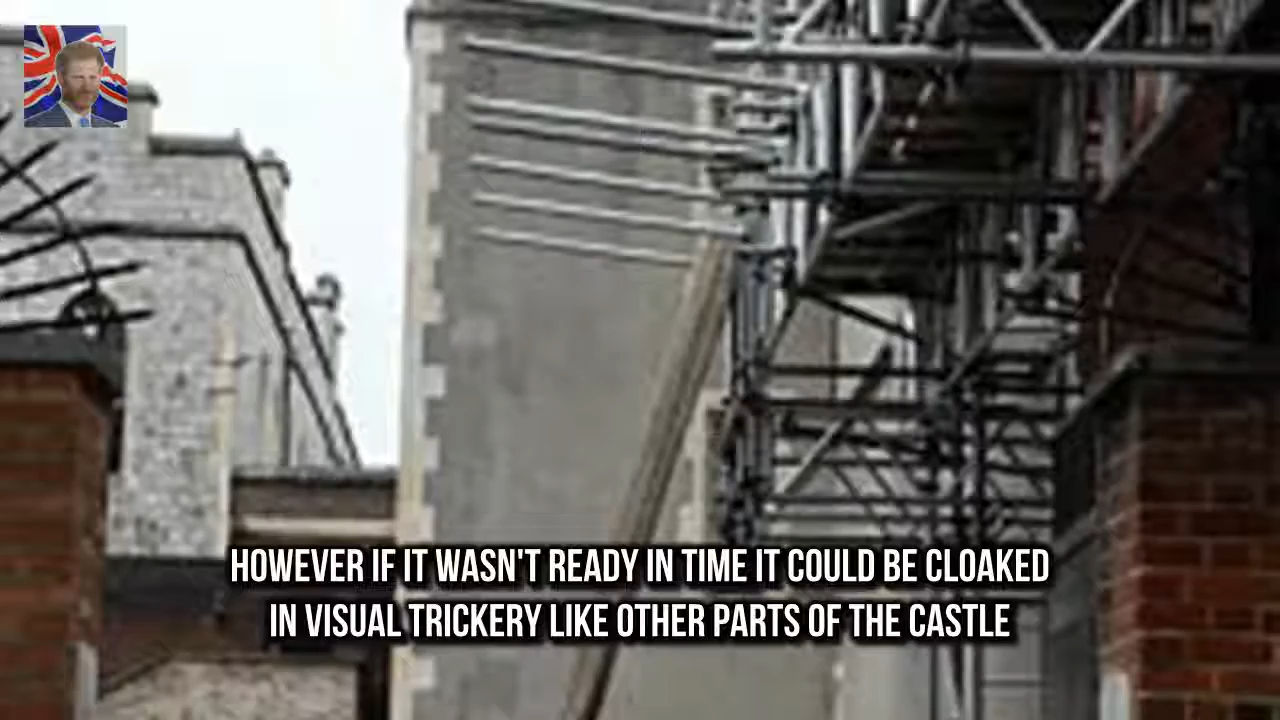 HOWEVER IF IT WASN'T READY IN TIME IT COULD BE CLOAKED
IN VISUAL TRICKERY LIKE OTHER PARTS OF THE CASTLE